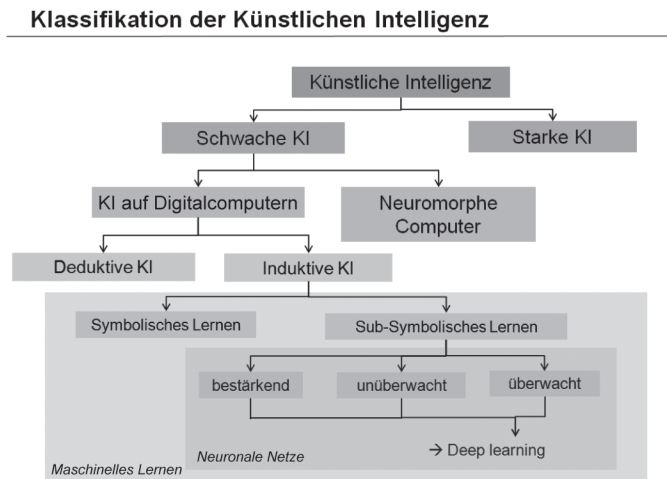 Klassifikation der Künstlichen Intelligenz
Künstliche Intelligenz
Schwache KI
Starke KI
KI auf Digitalcomputern
Neuromorphe
Computer
Deduktive KI
Induktive KI
Symbolisches Lernen
Sub-Symbolisches Lernen
bestärkend
unüberwacht
überwacht
→ Deep learning
Neuronale Netze
Maschinelles Lernen